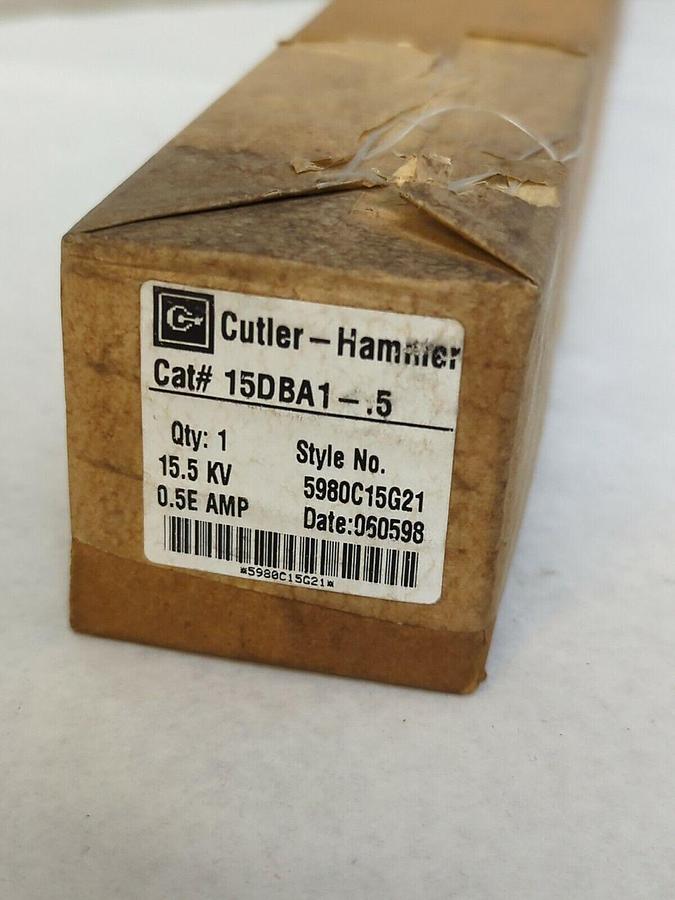 Cutler-Hammer
Cat# 15DBA1-.5
Qty: 1
15.5 KV
0.5E AMP
Style No.
5980C15G21
Date:060598
*5980C15G21*